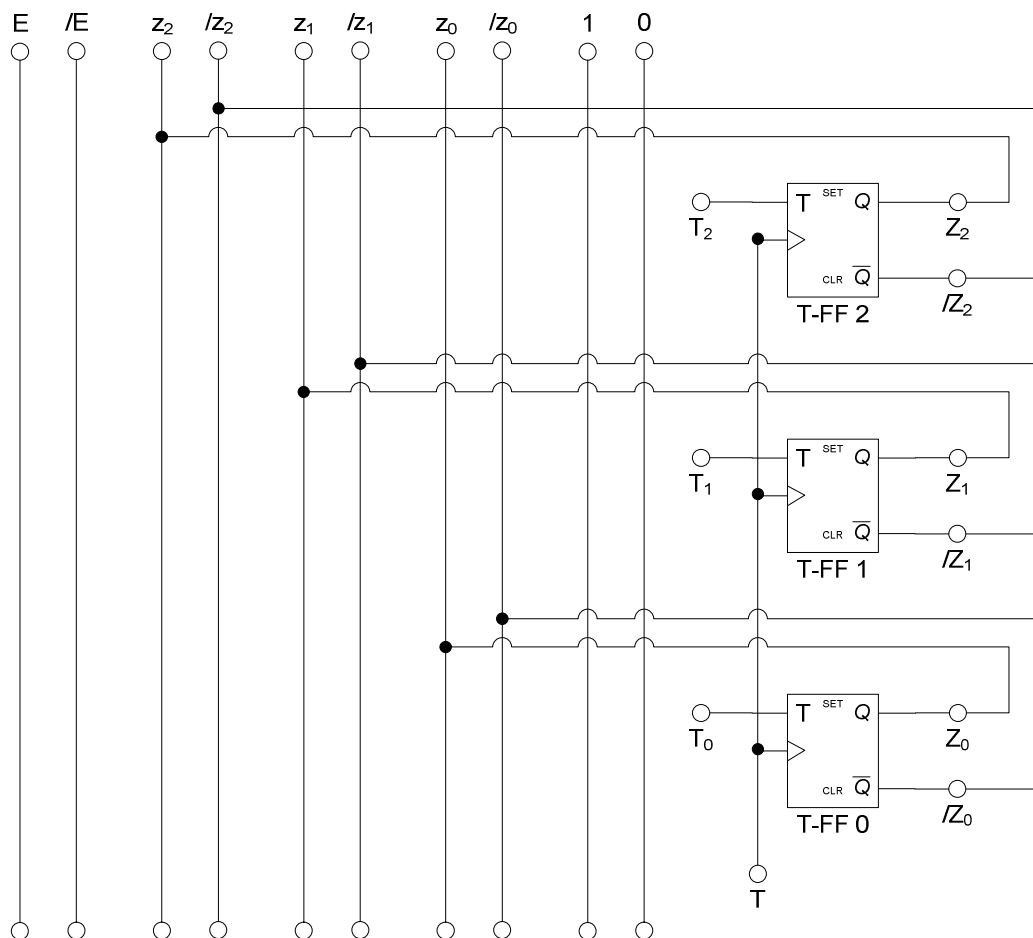 E /E z₂ /z₂ z₁ /z₁ z₀ /z₀ 1 0
T SET Q
T₂ Z₂
CLR Q̅ /Z₂
T-FF 2
T SET Q
T₁ Z₁
CLR Q̅ /Z₁
T-FF 1
T SET Q
T₀ Z₀
CLR Q̅ /Z₀
T-FF 0
T